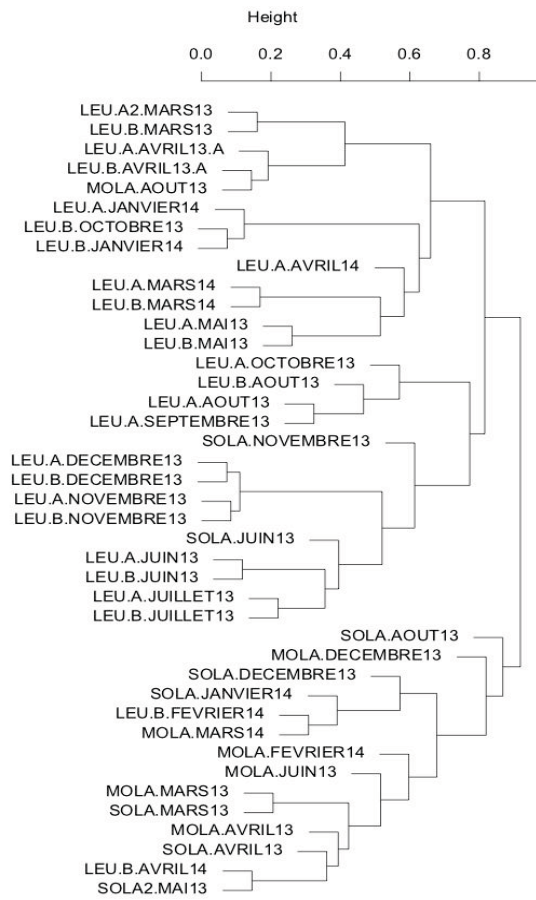 Height
0.0 0.2 0.4 0.6 0.8
LEU.A2.MARS13
LEU.B.MARS13
LEU.A.AVRIL13.A
LEU.B.AVRIL13.A
MOLA.AOUT13
LEU.A.JANVIER14
LEU.B.OCTOBRE13
LEU.B.JANVIER14
LEU.A.AVRIL14
LEU.A.MARS14
LEU.B.MARS14
LEU.A.MAI13
LEU.B.MAI13
LEU.A.OCTOBRE13
LEU.B.AOUT13
LEU.A.AOUT13
LEU.A.SEPTEMBRE13
SOLA.NOVEMBRE13
LEU.A.DECEMBRE13
LEU.B.DECEMBRE13
LEU.A.NOVEMBRE13
LEU.B.NOVEMBRE13
SOLA.JUIN13
LEU.A.JUIN13
LEU.B.JUIN13
LEU.A.JUILLET13
LEU.B.JUILLET13
SOLA.AOUT13
MOLA.DECEMBRE13
SOLA.DECEMBRE13
SOLA.JANVIER14
LEU.B.FEVRIER14
MOLA.MARS14
MOLA.FEVRIER14
MOLA.JUIN13
MOLA.MARS13
SOLA.MARS13
MOLA.AVRIL13
SOLA.AVRIL13
LEU.B.AVRIL14
SOLA2.MAI13